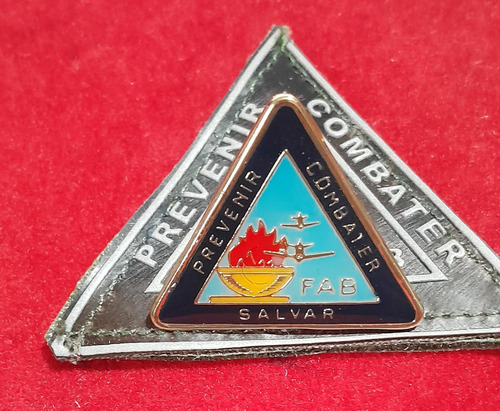 PREVENIR
COMBATER
PREVENIR
COMBATER
FAB
SALVAR